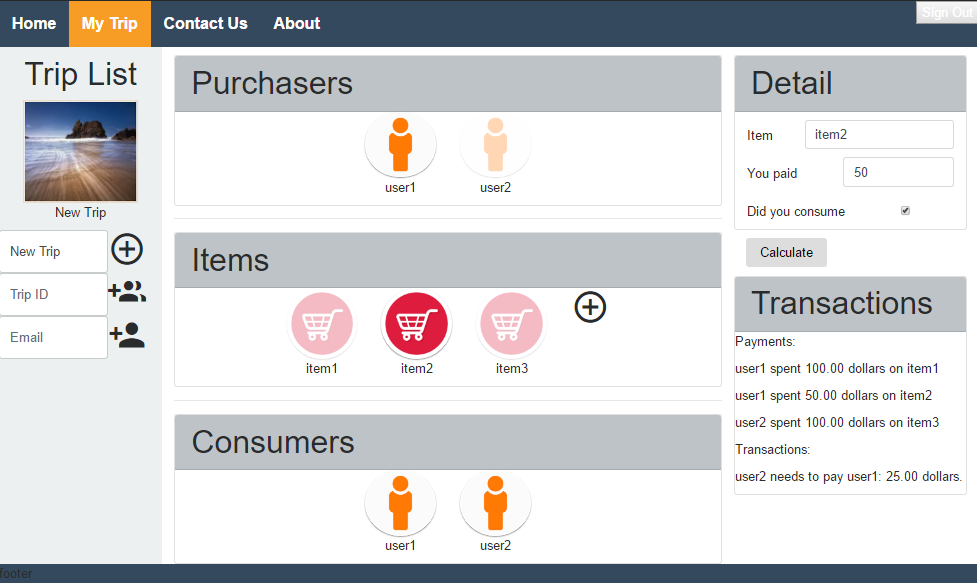 Home My Trip Contact Us About Sign Out
Trip List
New Trip
New Trip
Trip ID
Email
Purchasers
user1 user2
Items
item1 item2 item3
Consumers
user1 user2
Detail
Item item2
You paid 50
Did you consume
Calculate
Transactions
Payments:
user1 spent 100.00 dollars on item1
user1 spent 50.00 dollars on item2
user2 spent 100.00 dollars on item3
Transactions:
user2 needs to pay user1: 25.00 dollars.
footer